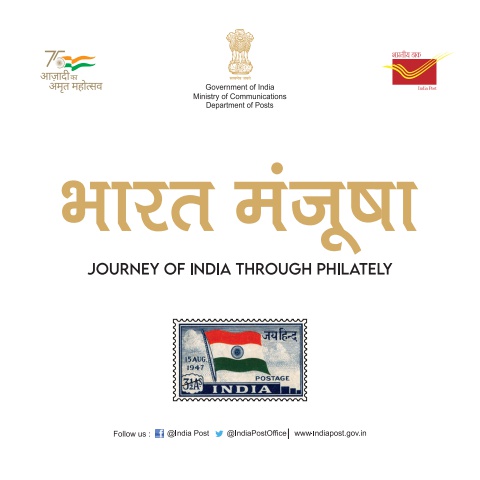 75
आज़ादी का
अमृत महोत्सव
सत्यमेव जयते
Government of India
Ministry of Communications
Department of Posts
भारतीय डाक
India Post
भारत मंजूषा
JOURNEY OF INDIA THROUGH PHILATELY
जय हिन्द
15 AUG.
1947
3½ AS
POSTAGE
INDIA
Follow us : @India Post @IndiaPostOffice| www.indiapost.gov.in